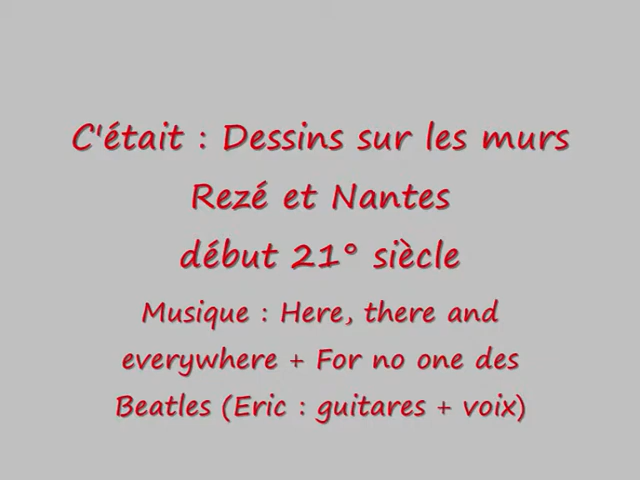 C'était : Dessins sur les murs
Rezé et Nantes
début 21° siècle
Musique : Here, there and
everywhere + For no one des
Beatles (Eric : guitares + voix)